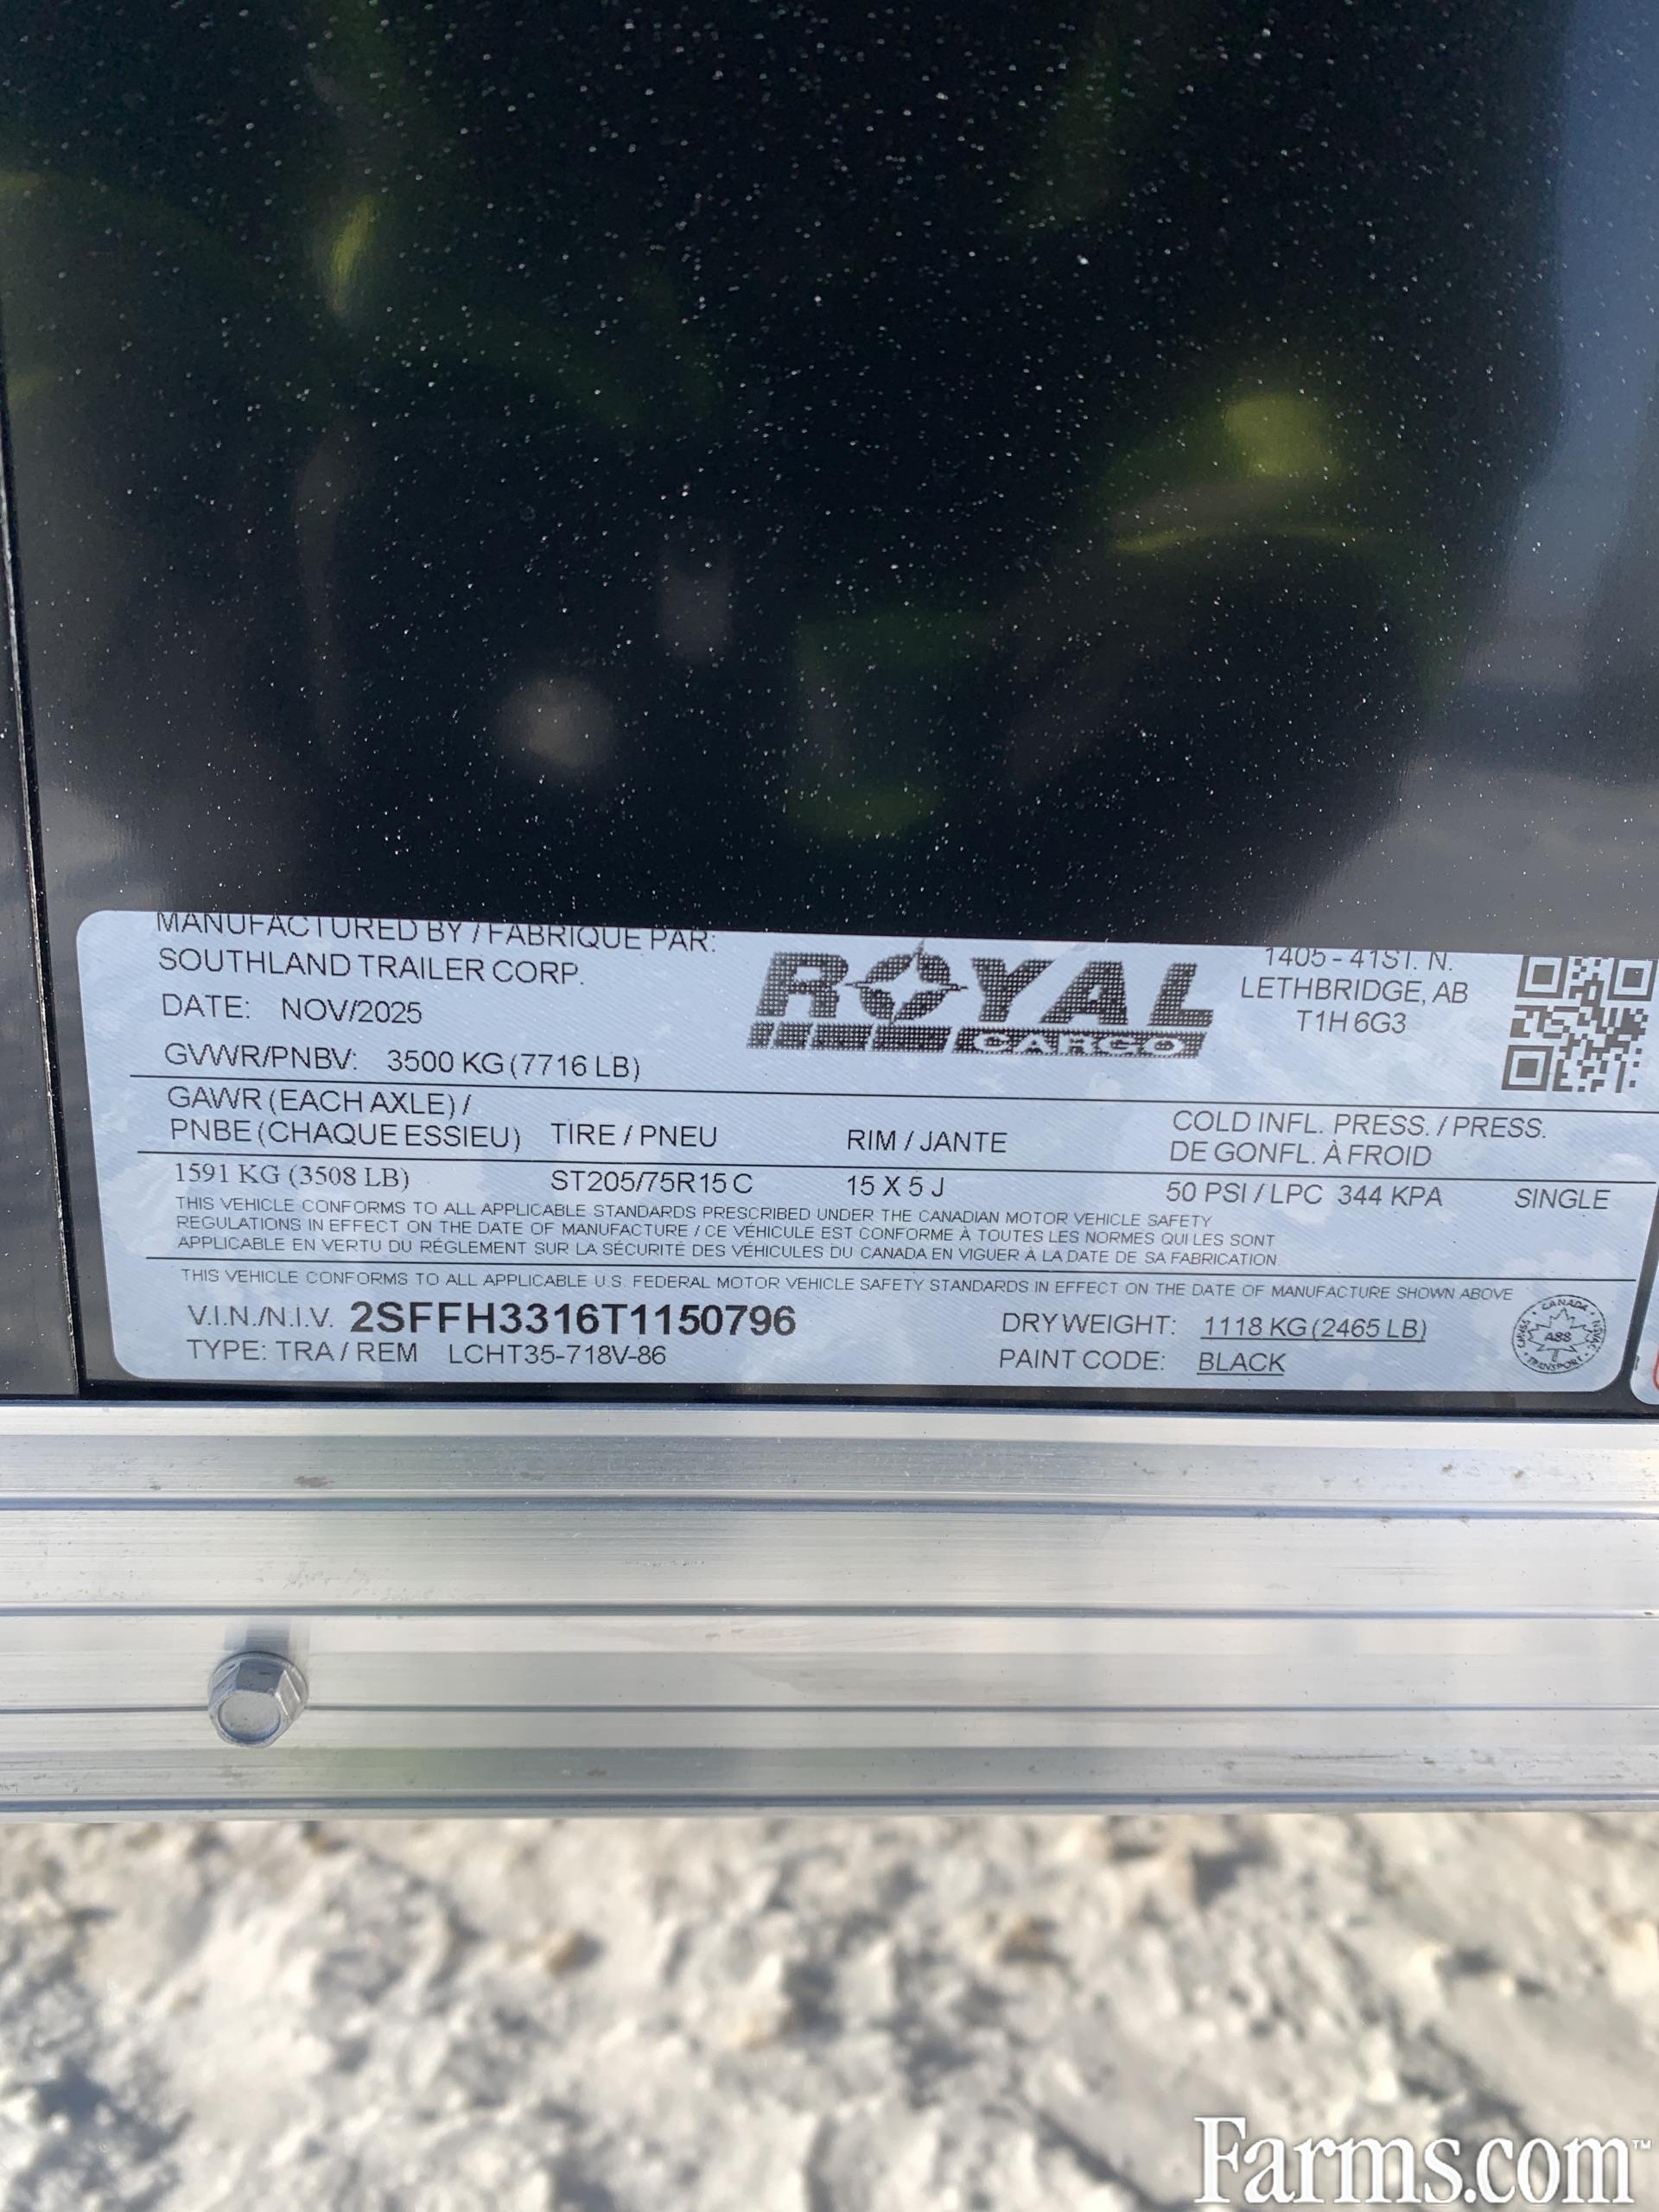 MANUFACTURED BY / FABRIQUE PAR:
SOUTHLAND TRAILER CORP.
DATE: NOV/2025
GVWR/PNBV: 3500 KG (7716 LB)
ROYAL
CARGO
1405 - 41ST. N.
LETHBRIDGE, AB
T1H 6G3
GAWR (EACH AXLE) /
PNBE (CHAQUE ESSIEU) TIRE / PNEU RIM / JANTE COLD INFL. PRESS. / PRESS.
DE GONFL. À FROID
1591 KG (3508 LB) ST205/75R15 C 15 X 5 J 50 PSI / LPC 344 KPA SINGLE
THIS VEHICLE CONFORMS TO ALL APPLICABLE STANDARDS PRESCRIBED UNDER THE CANADIAN MOTOR VEHICLE SAFETY
REGULATIONS IN EFFECT ON THE DATE OF MANUFACTURE / CE VÉHICULE EST CONFORME À TOUTES LES NORMES QUI LES SONT
APPLICABLE EN VERTU DU RÉGLEMENT SUR LA SÉCURITÉ DES VÉHICULES DU CANADA EN VIGUER À LA DATE DE SA FABRICATION
THIS VEHICLE CONFORMS TO ALL APPLICABLE U.S. FEDERAL MOTOR VEHICLE SAFETY STANDARDS IN EFFECT ON THE DATE OF MANUFACTURE SHOWN ABOVE
V.I.N./N.I.V. 2SFFH3316T1150796 DRY WEIGHT: 1118 KG (2465 LB)
TYPE: TRA / REM LCHT35-718V-86 PAINT CODE: BLACK
CANADA
TRANSPORT
Farms.com™